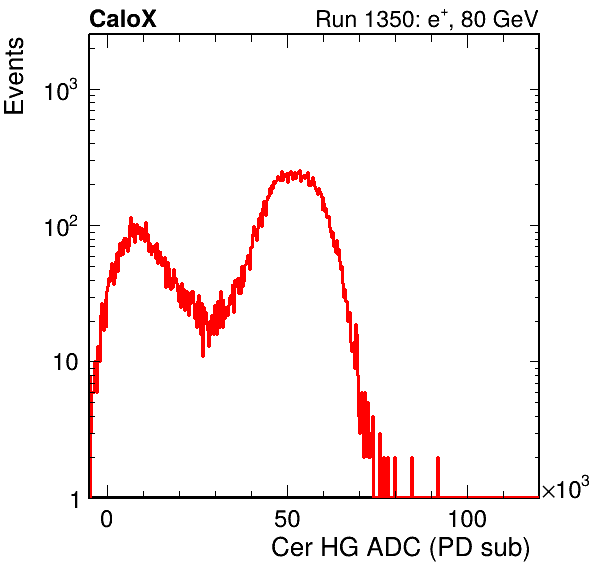 CaloX Run 1350: e⁺, 80 GeV
Events
10³
10²
10
1
0 50 100
×10³
Cer HG ADC (PD sub)